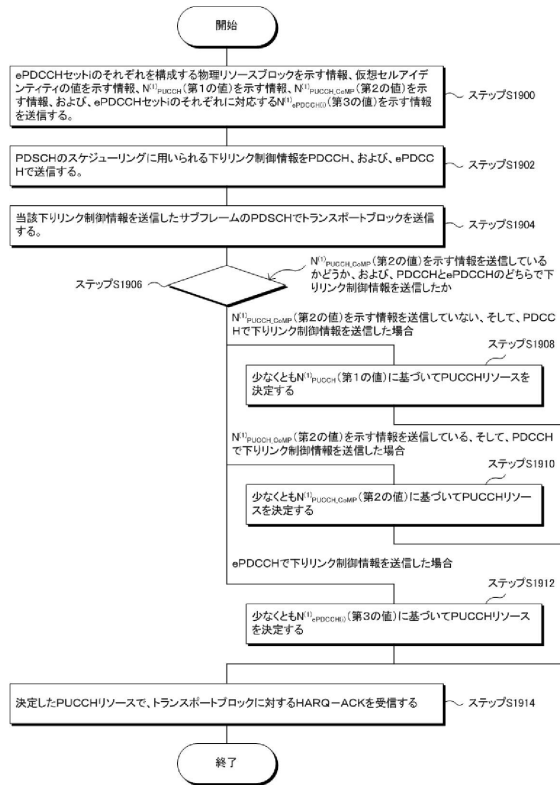 開始
ePDCCHセットiのそれぞれを構成する物理リソースブロックを示す情報、仮想セルアイデ
ンティティの値を示す情報、N⁽¹⁾PUCCH(第1の値)を示す情報、N⁽¹⁾PUCCH_CoMP(第2の値)を示
す情報、および、ePDCCHセットiのそれぞれに対応するN⁽¹⁾ePDCCH(i)(第3の値)を示す情報
を送信する。
ステップS1900
PDSCHのスケジューリングに用いられる下りリンク制御情報をPDCCH、および、ePDCC
Hで送信する。
ステップS1902
当該下りリンク制御情報を送信したサブフレームのPDSCHでトランスポートブロックを送信
する。
ステップS1904
ステップS1906
N⁽¹⁾PUCCH_CoMP(第2の値)を示す情報を送信している
かどうか、および、PDCCHとePDCCHのどちらで下
りリンク制御情報を送信したか
N⁽¹⁾PUCCH_CoMP(第2の値)を示す情報を送信していない、そして、PDCC
Hで下りリンク制御情報を送信した場合
ステップS1908
少なくともN⁽¹⁾PUCCH(第1の値)に基づいてPUCCHリソースを
決定する
N⁽¹⁾PUCCH_CoMP(第2の値)を示す情報を送信している、そして、PDCCH
で下りリンク制御情報を送信した場合
ステップS1910
少なくともN⁽¹⁾PUCCH_CoMP(第2の値)に基づいてPUCCHリソー
スを決定する
ePDCCHで下りリンク制御情報を送信した場合
ステップS1912
少なくともN⁽¹⁾ePDCCH(i)(第3の値)に基づいてPUCCHリソース
を決定する
決定したPUCCHリソースで、トランスポートブロックに対するHARQ-ACKを受信する
ステップS1914
終了